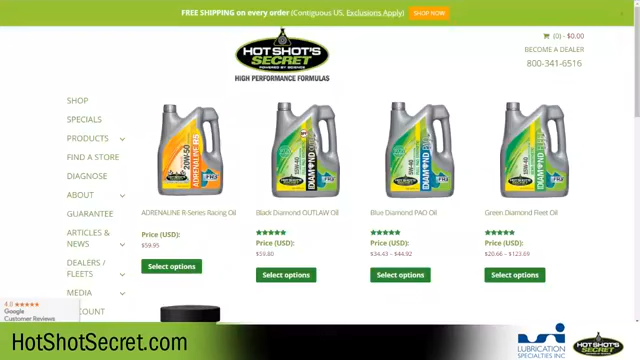 FREE SHIPPING on every order (Contiguous US, Exclusions Apply) SHOP NOW
HOT SHOT'S
SECRET
POWERED BY SCIENCE
HIGH PERFORMANCE FORMULAS
(0) - $0.00
BECOME A DEALER
800-341-6516
SHOP
SPECIALS
PRODUCTS
FIND A STORE
DIAGNOSE
ABOUT
GUARANTEE
ARTICLES &
NEWS
DEALERS /
FLEETS
MEDIA
COUNT
ADRENALINE R-Series Racing Oil
Price (USD):
$59.95
Select options
Black Diamond OUTLAW Oil
Price (USD):
$59.80
Select options
Blue Diamond PAO Oil
Price (USD):
$34.43 – $44.92
Select options
Green Diamond Fleet Oil
Price (USD):
$20.66 – $123.69
Select options
4.6
Google
Customer Reviews
HotShotSecret.com
LUBRICATION
SPECIALTIES INC
HOT SHOT'S
SECRET